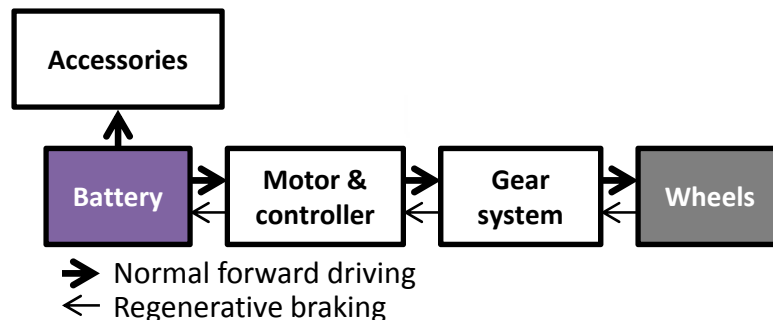 Accessories
Battery
Motor &
controller
Gear
system
Wheels
Normal forward driving
Regenerative braking